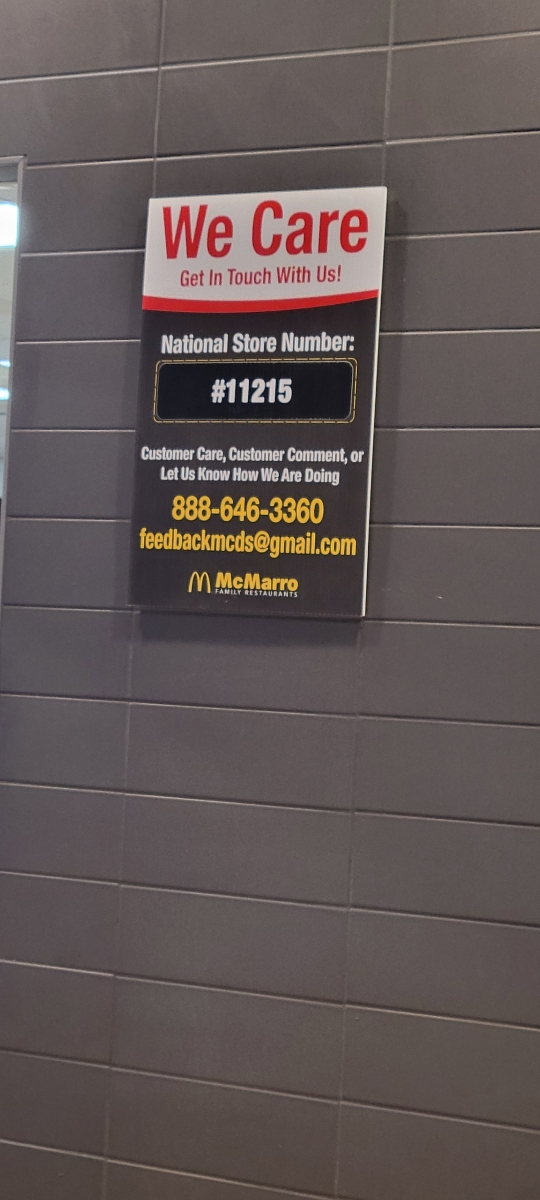 We Care
Get In Touch With Us!
National Store Number:
#11215
Customer Care, Customer Comment, or
Let Us Know How We Are Doing
888-646-3360
feedbackmcds@gmail.com
McMarro
FAMILY RESTAURANTS